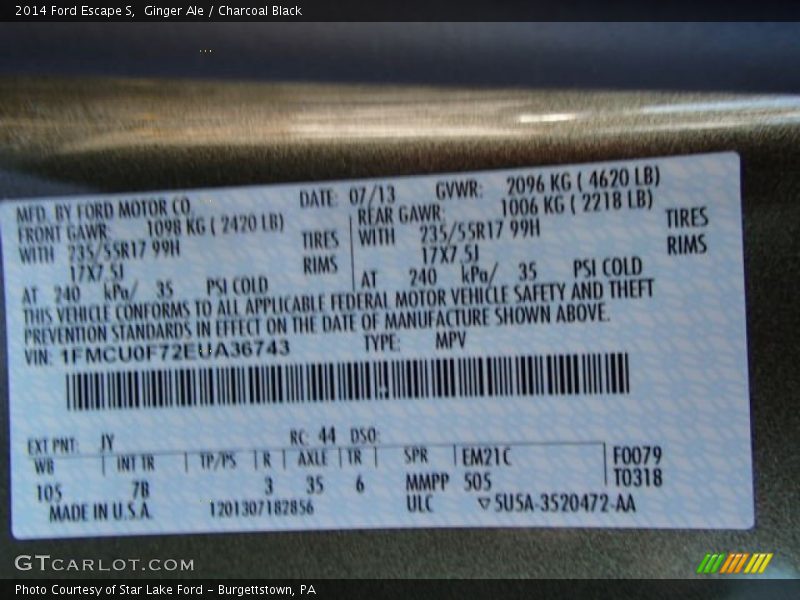 2014 Ford Escape S,  Ginger Ale / Charcoal Black
MFD. BY FORD MOTOR CO. DATE: 07/13 GVWR: 2096 KG ( 4620 LB)
FRONT GAWR: 1098 KG ( 2420 LB) REAR GAWR: 1006 KG ( 2218 LB)
WITH 235/55R17 99H TIRES WITH 235/55R17 99H TIRES
17X7.5J RIMS 17X7.5J RIMS
AT 240 kPa/ 35 PSI COLD AT 240 kPa/ 35 PSI COLD
THIS VEHICLE CONFORMS TO ALL APPLICABLE FEDERAL MOTOR VEHICLE SAFETY AND THEFT
PREVENTION STANDARDS IN EFFECT ON THE DATE OF MANUFACTURE SHOWN ABOVE.
VIN: 1FMCU0F72EUA36743 TYPE: MPV
EXT PNT: JY RC: 44 DSO:
WB INT TR TP/PS R AXLE TR SPR EM21C F0079
105 7B 3 35 6 MMPP 505 T0318
MADE IN U.S.A. 1201307182856 ULC ▽5U5A-3520472-AA
GTCARLOT.COM
Photo Courtesy of Star Lake Ford – Burgettstown, PA